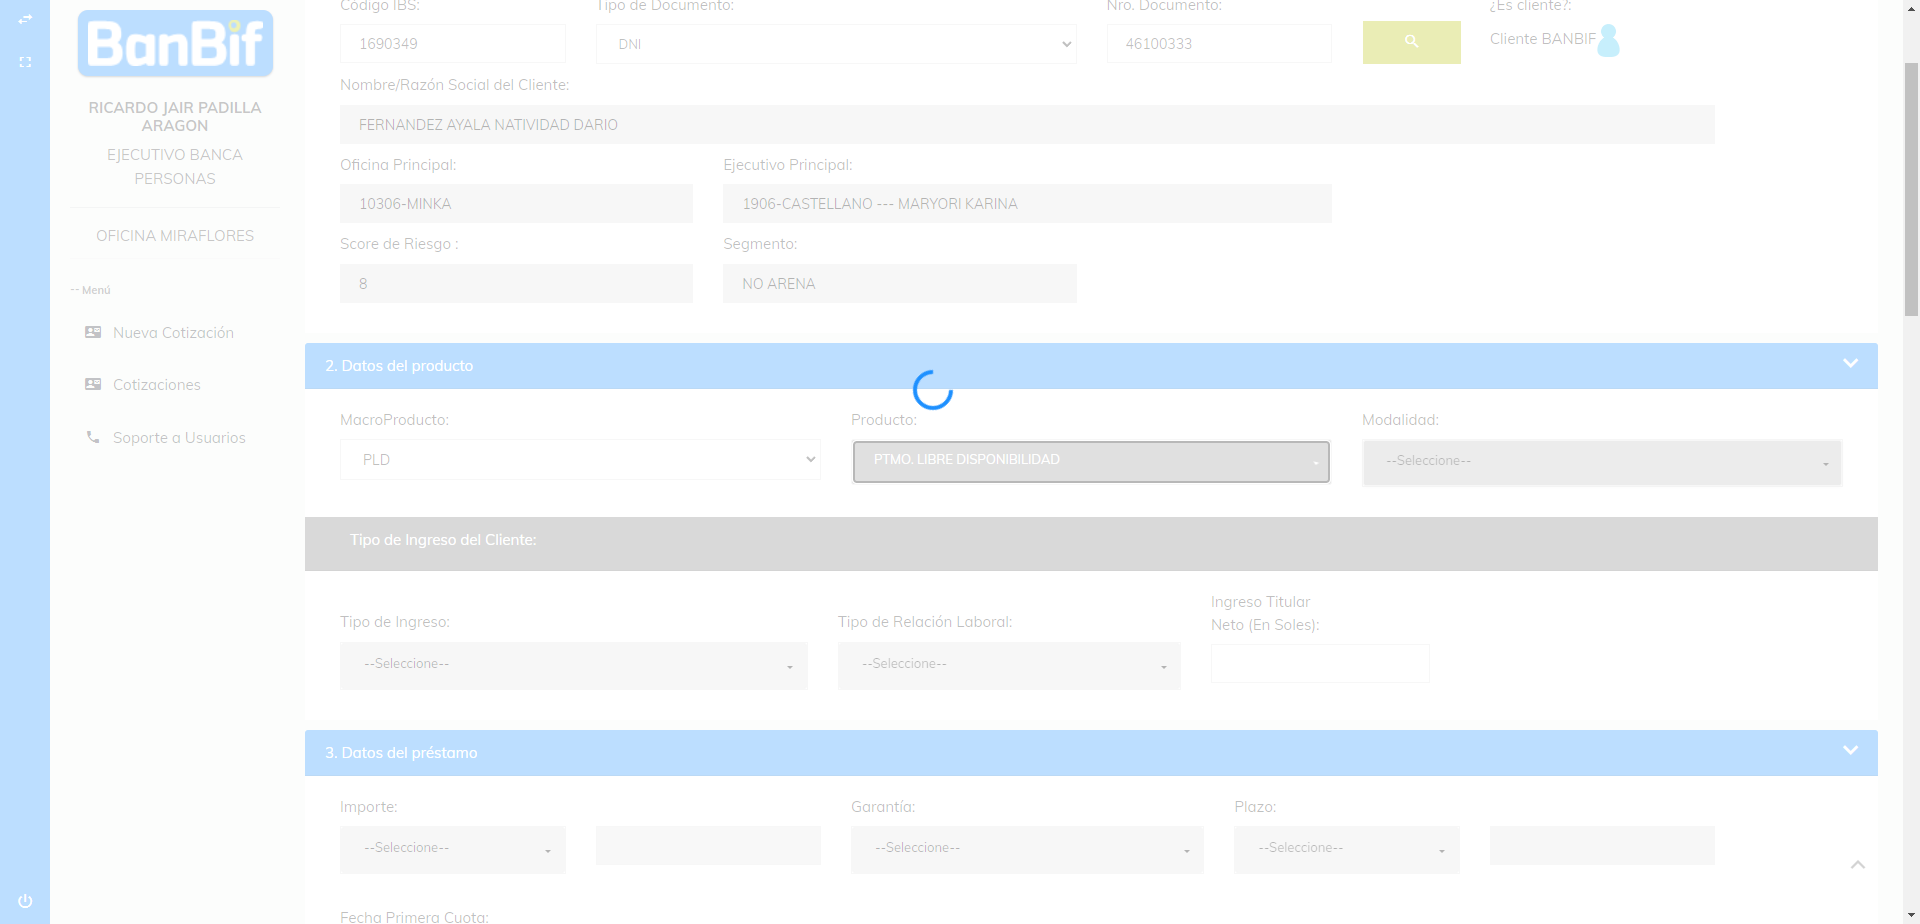 BanBif
RICARDO JAIR PADILLA
ARAGON
EJECUTIVO BANCA
PERSONAS
OFICINA MIRAFLORES
-- Menú
Nueva Cotización
Cotizaciones
Soporte a Usuarios
Código IBS:
Tipo de Documento:
Nro. Documento:
¿Es cliente?:
1690349
DNI
46100333
Cliente BANBIF
Nombre/Razón Social del Cliente:
FERNANDEZ AYALA NATIVIDAD DARIO
Oficina Principal:
Ejecutivo Principal:
10306-MINKA
1906-CASTELLANO --- MARYORI KARINA
Score de Riesgo :
Segmento:
8
NO ARENA
2. Datos del producto
MacroProducto:
Producto:
Modalidad:
PLD
PTMO. LIBRE DISPONIBILIDAD
--Seleccione--
Tipo de Ingreso del Cliente:
Tipo de Ingreso:
Tipo de Relación Laboral:
Ingreso Titular
Neto (En Soles):
--Seleccione--
--Seleccione--
3. Datos del préstamo
Importe:
Garantía:
Plazo:
--Seleccione--
--Seleccione--
--Seleccione--
Fecha Primera Cuota: